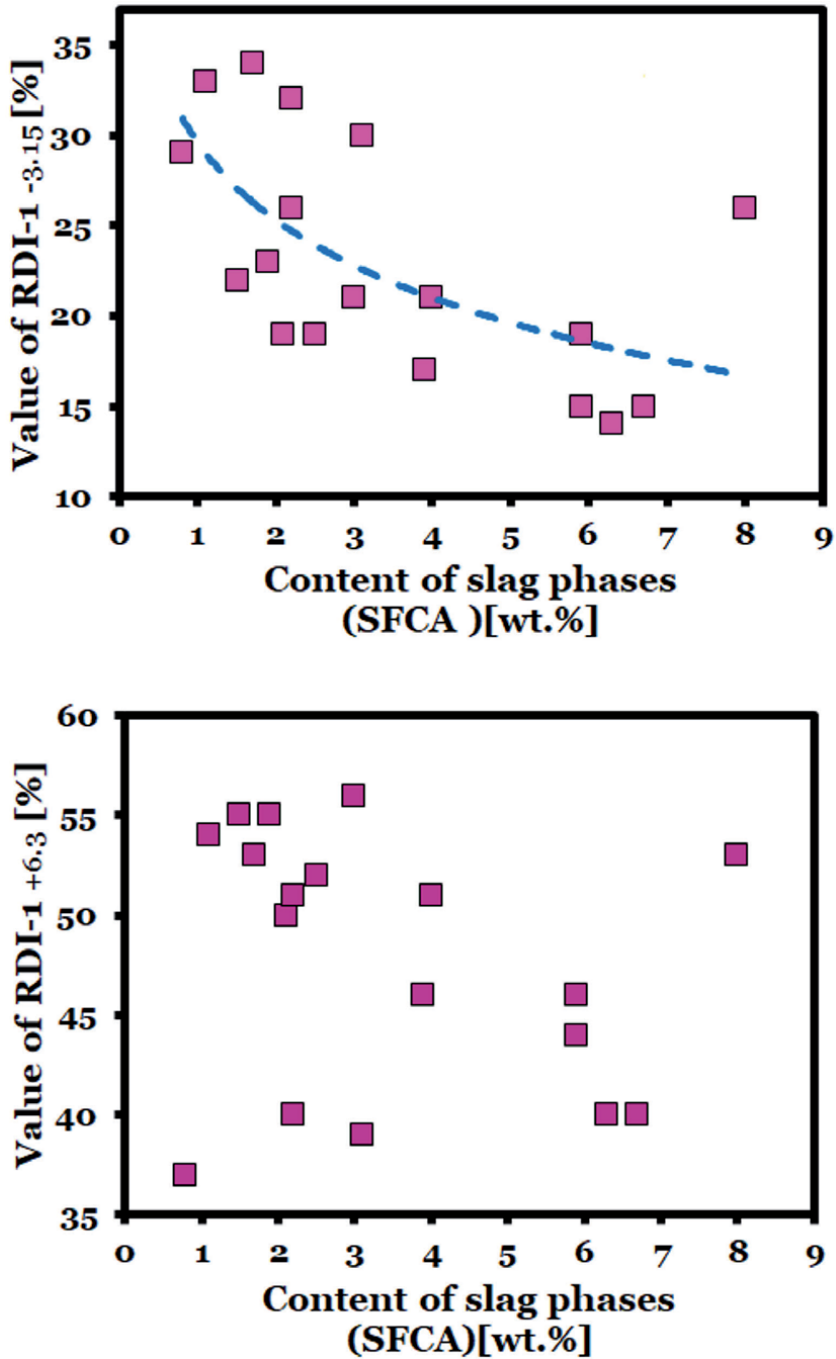 35
30
25
20
15
10
Value of RDI-1 -3.15 [%]
0 1 2 3 4 5 6 7 8 9
Content of slag phases
(SFCA )[wt.%]
60
55
50
45
40
35
Value of RDI-1 +6.3 [%]
0 1 2 3 4 5 6 7 8 9
Content of slag phases
(SFCA)[wt.%]